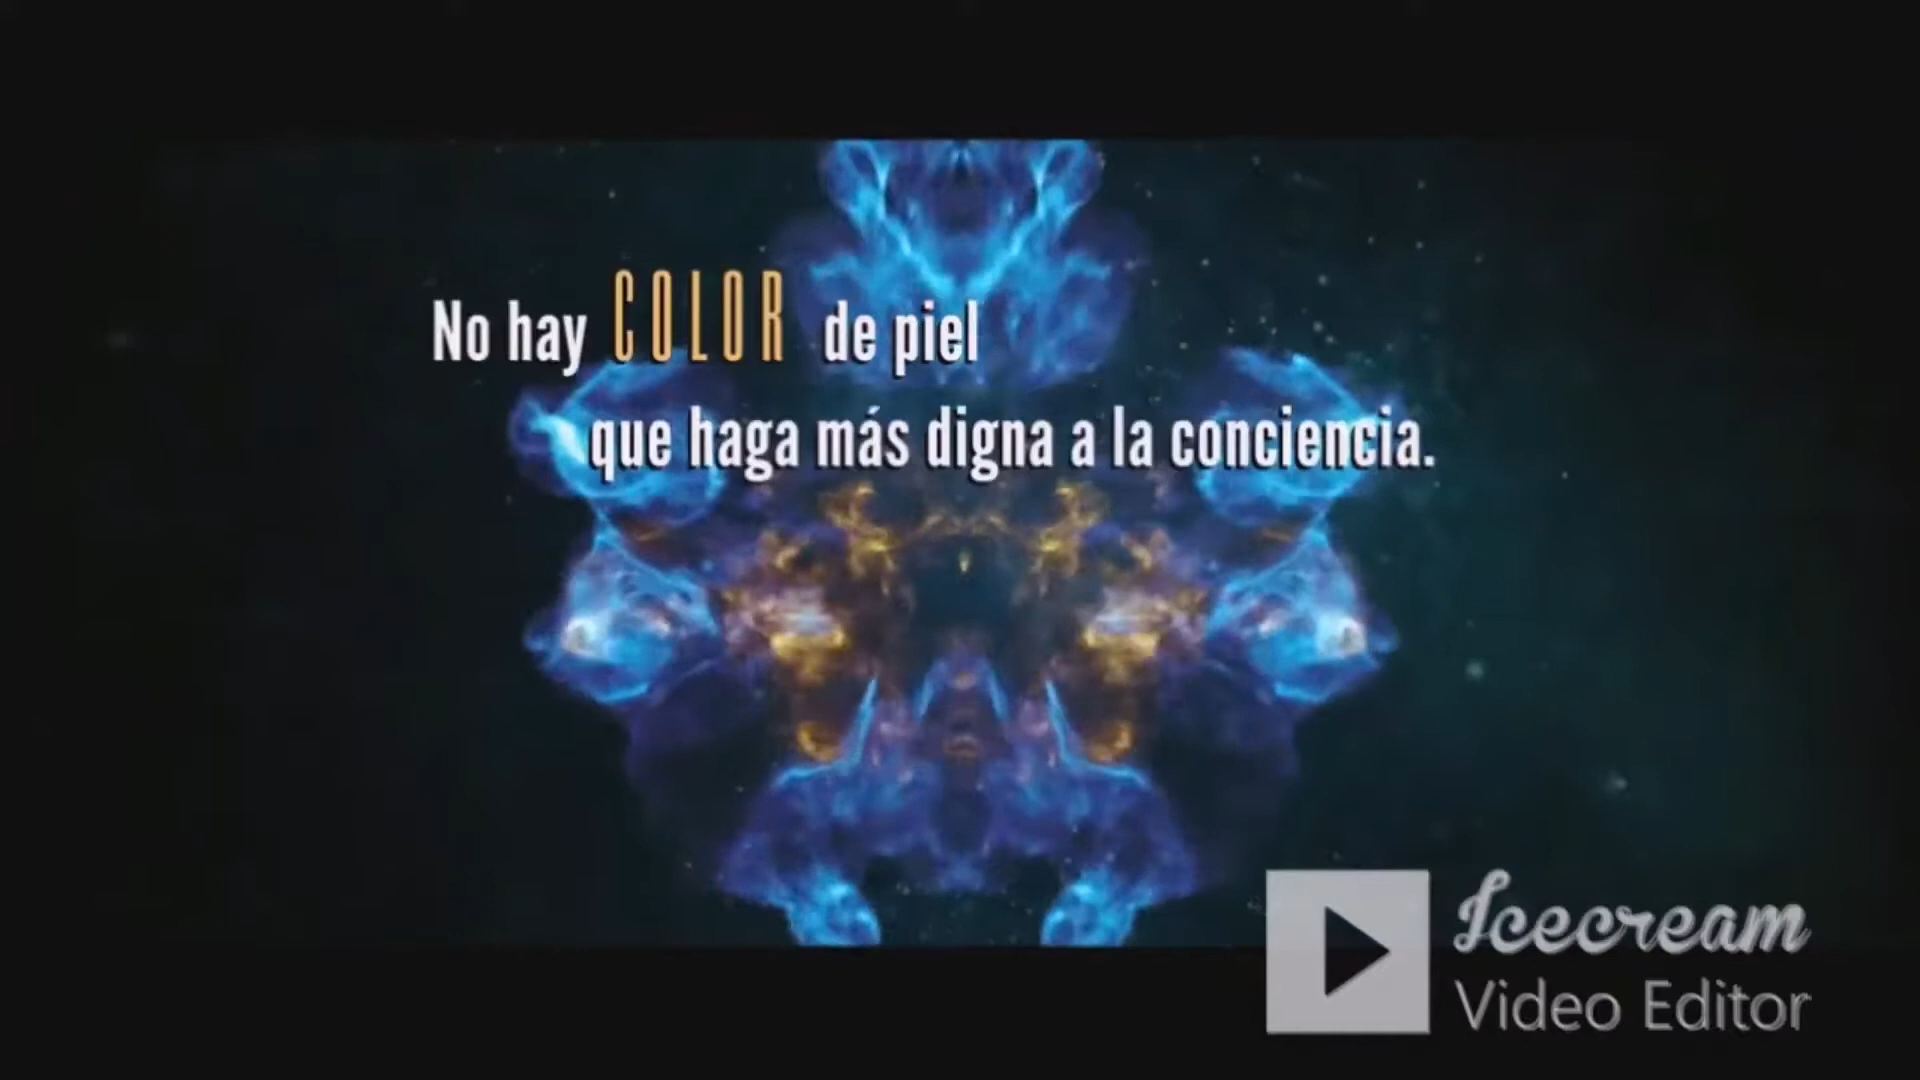 No hay COLOR de piel
que haga más digna a la conciencia.
Icecream
Video Editor